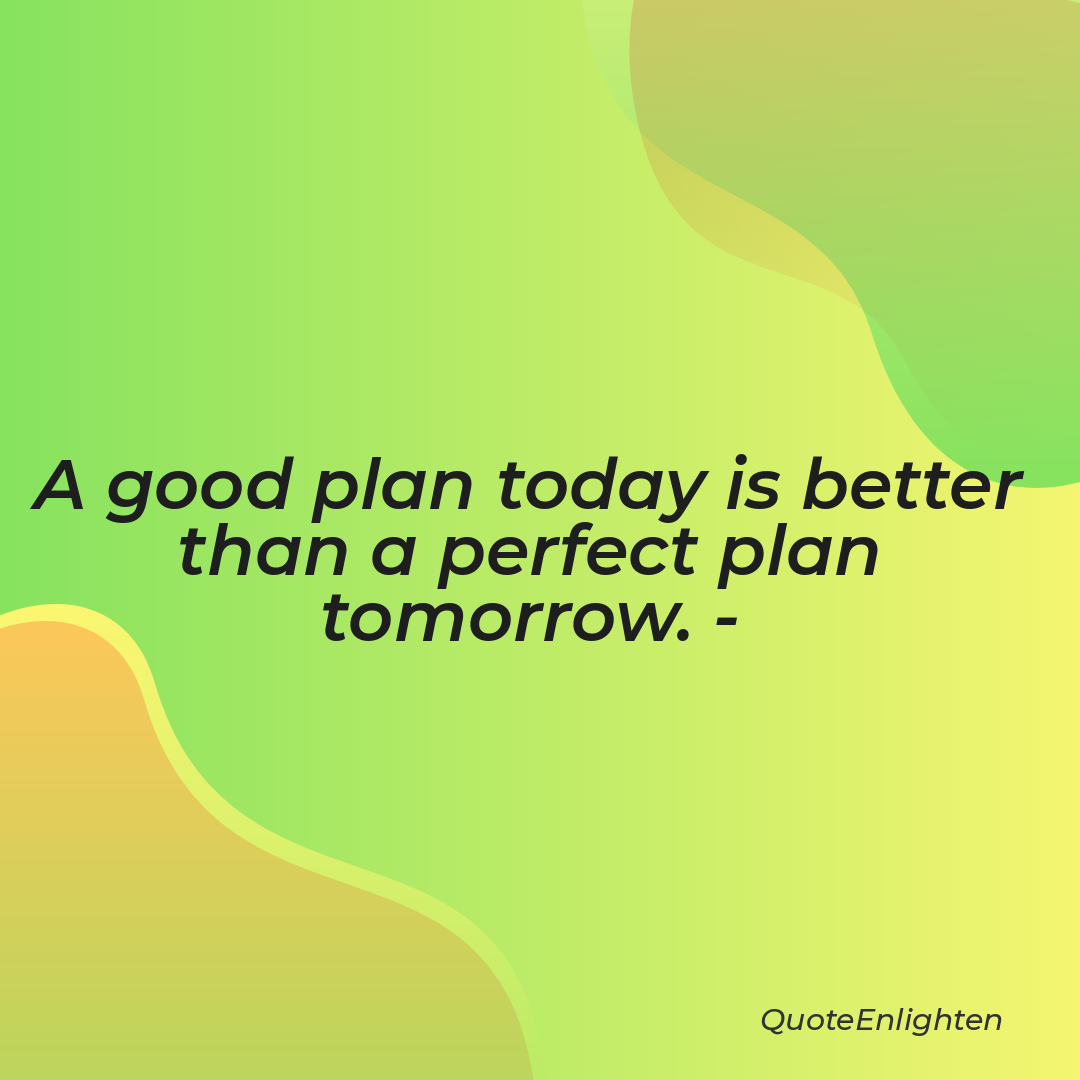 A good plan today is better
than a perfect plan
tomorrow. -
QuoteEnlighten